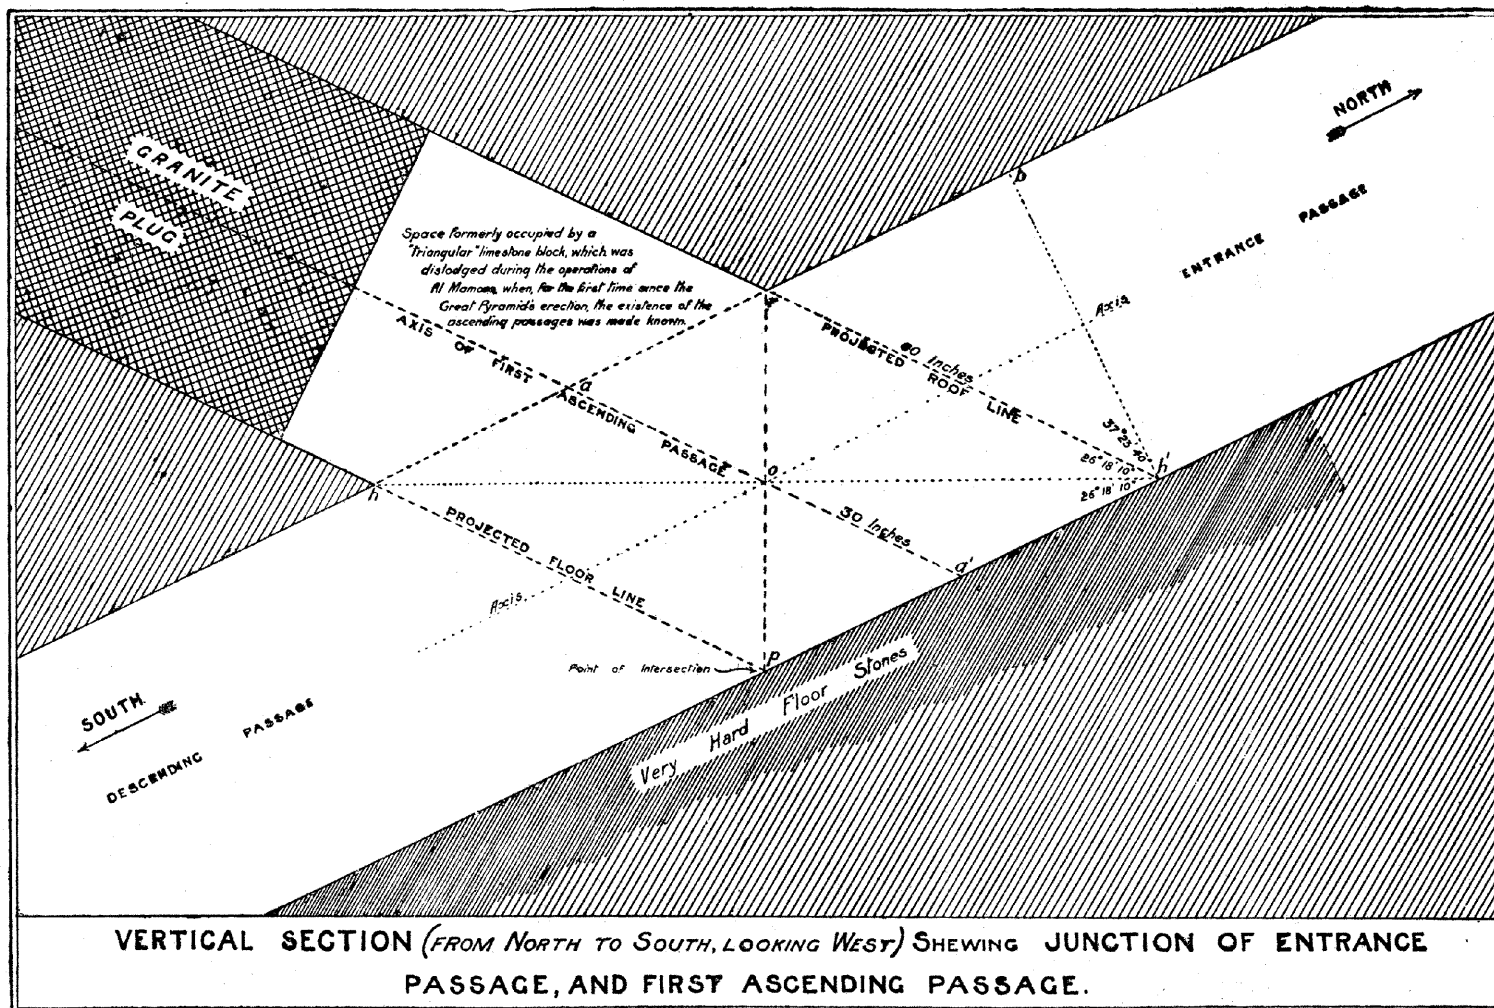 NORTH
b
GRANITE
PLUG
Space formerly occupied by a
"Triangular" limestone block, which was
dislodged during the operations of
Al Mamoon, when, for the first time since the
Great Pyramid's erection, the existence of the
ascending passages was made known.
ENTRANCE PASSAGE
Axis
r
60 Inches
PROJECTED ROOF LINE
AXIS OF FIRST ASCENDING PASSAGE
a
37° 23' 40"
26° 18' 10"
26° 18' 10"
h'
o
h
30 Inches
a'
PROJECTED FLOOR LINE
Axis
p
Point of Intersection
Very Hard Floor Stones
SOUTH
DESCENDING PASSAGE
VERTICAL SECTION (FROM NORTH TO SOUTH, LOOKING WEST) SHEWING JUNCTION OF ENTRANCE
PASSAGE, AND FIRST ASCENDING PASSAGE.